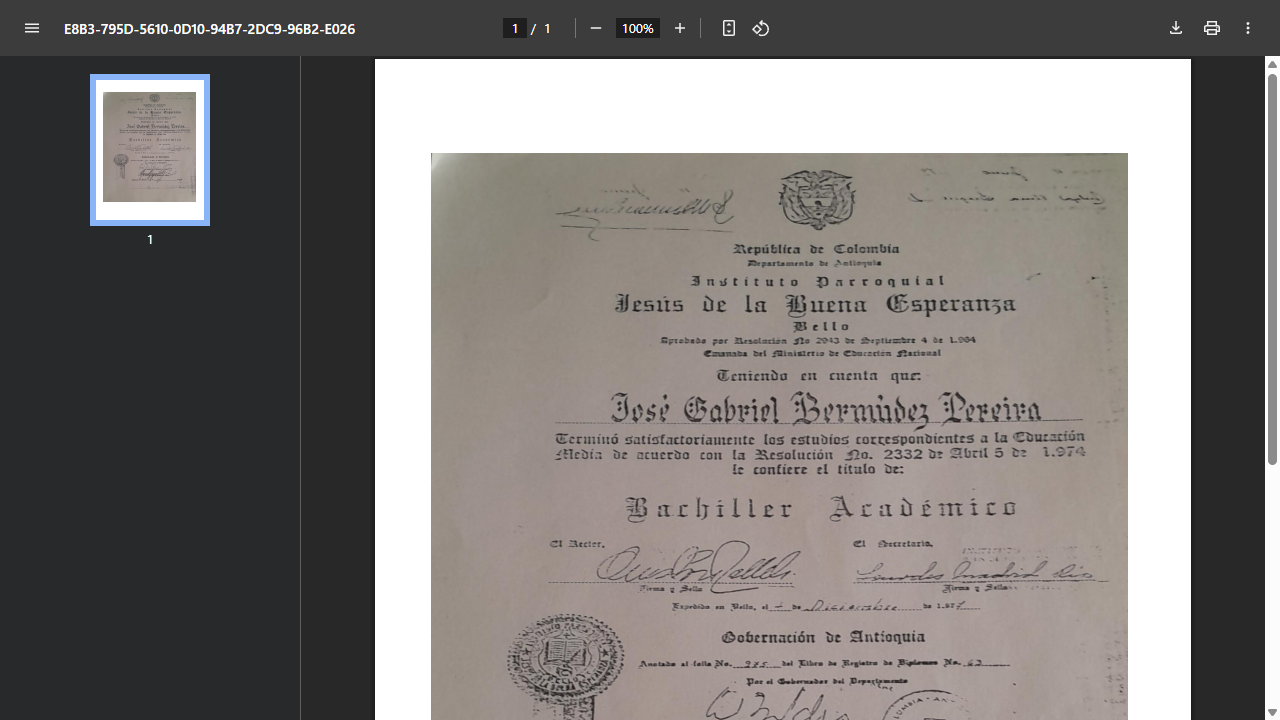 E8B3-795D-5610-0D10-94B7-2DC9-96B2-E026
1 / 1
100%
1
República de Colombia
Departamento de Antioquia
Instituto Parroquial
Jesús de la Buena Esperanza
Bello
Aprobado por Resolución No 2943 de Septiembre 4 de 1.964
Emanada del Ministerio de Educación Nacional
Teniendo en cuenta que:
José Gabriel Bermúdez Pereira
Terminó satisfactoriamente los estudios correspondientes a la Educación
Media de acuerdo con la Resolución No. 2332 de Abril 5 de 1.974
le confiere el título de:
Bachiller Académico
El Rector,
El Secretario,
Lourdes Madrid
Firma y Sello
Firma y Sello
Expedido en Bello, el de Diciembre de 1.977
Gobernación de Antioquia
Anotado al folio No. 975 del Libro de Registro de Diplomas No. 63
Por el Gobernador del Departamento